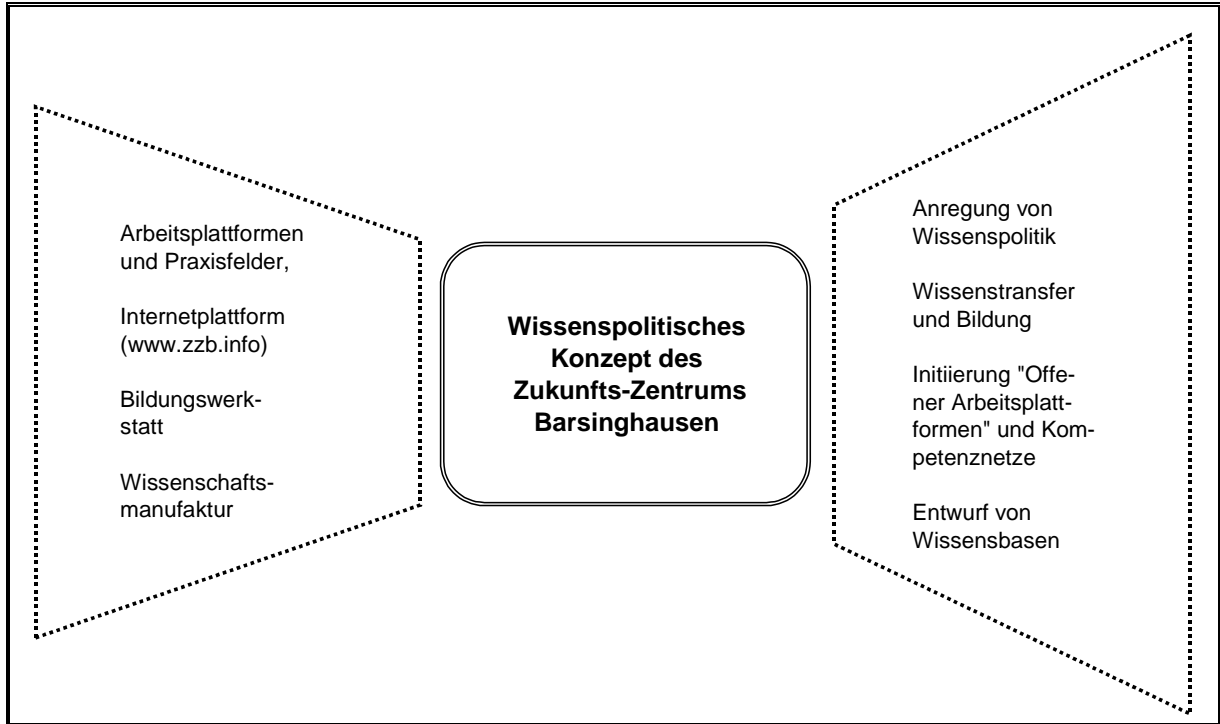 Arbeitsplattformen
und Praxisfelder,
Internetplattform
(www.zzb.info)
Bildungswerk-
statt
Wissenschafts-
manufaktur
Wissenspolitisches
Konzept des
Zukunfts-Zentrums
Barsinghausen
Anregung von
Wissenspolitik
Wissenstransfer
und Bildung
Initiierung "Offe-
ner Arbeitsplatt-
formen" und Kom-
petenznetze
Entwurf von
Wissensbasen